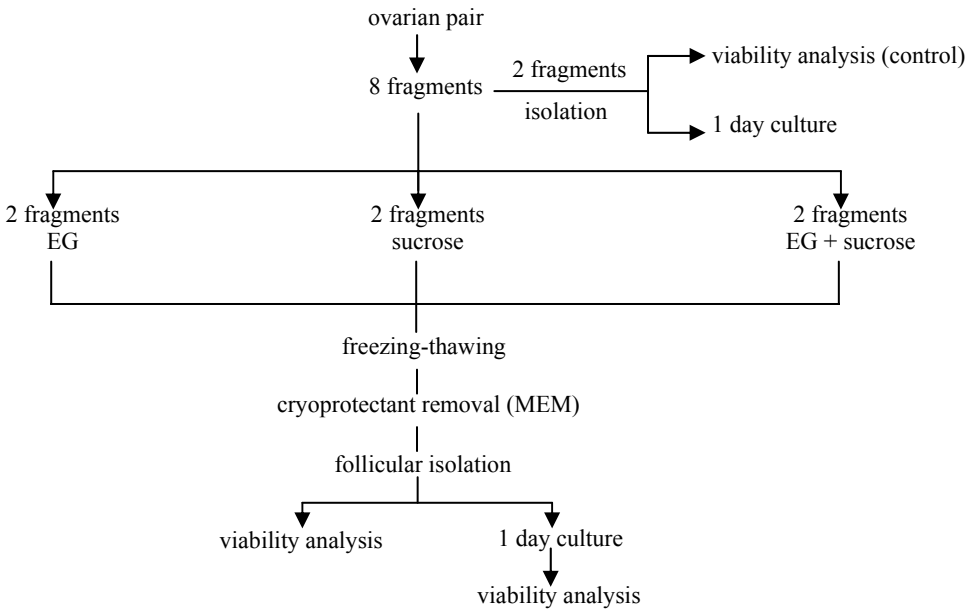 ovarian pair
8 fragments
2 fragments
isolation
viability analysis (control)
1 day culture
2 fragments
EG
2 fragments
sucrose
2 fragments
EG + sucrose
freezing-thawing
cryoprotectant removal (MEM)
follicular isolation
viability analysis
1 day culture
viability analysis